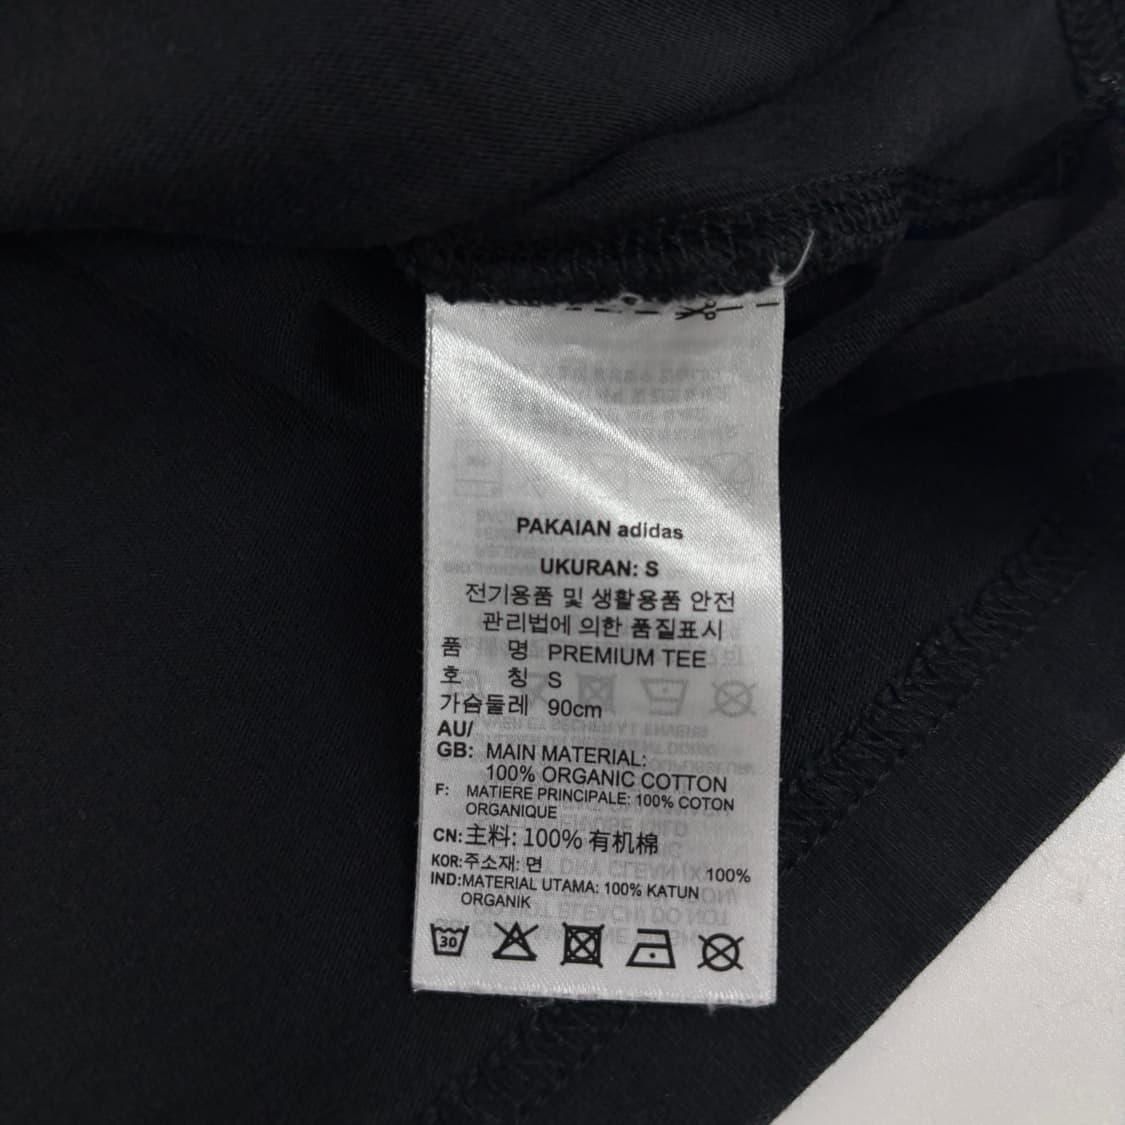 PAKAIAN adidas
UKURAN: S
전기용품 및 생활용품 안전
관리법에 의한 품질표시
품 명 PREMIUM TEE
호 칭 S
가슴둘레 90cm
AU/
GB: MAIN MATERIAL:
100% ORGANIC COTTON
F: MATIERE PRINCIPALE: 100% COTON
ORGANIQUE
CN:主料: 100% 有机棉
KOR:주소재: 면 100%
IND:MATERIAL UTAMA: 100% KATUN
ORGANIK
30